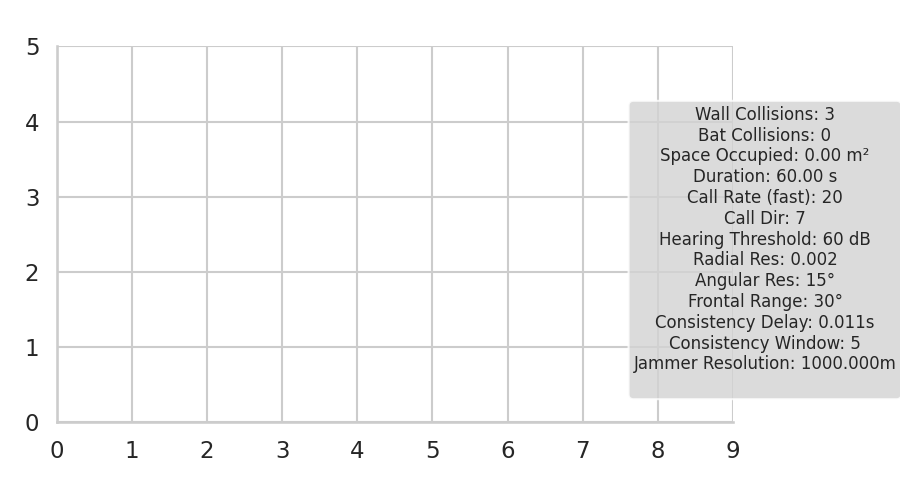 5
4
3
2
1
0
0 1 2 3 4 5 6 7 8 9
Wall Collisions: 3
Bat Collisions: 0
Space Occupied: 0.00 m²
Duration: 60.00 s
Call Rate (fast): 20
Call Dir: 7
Hearing Threshold: 60 dB
Radial Res: 0.002
Angular Res: 15°
Frontal Range: 30°
Consistency Delay: 0.011s
Consistency Window: 5
Jammer Resolution: 1000.000m